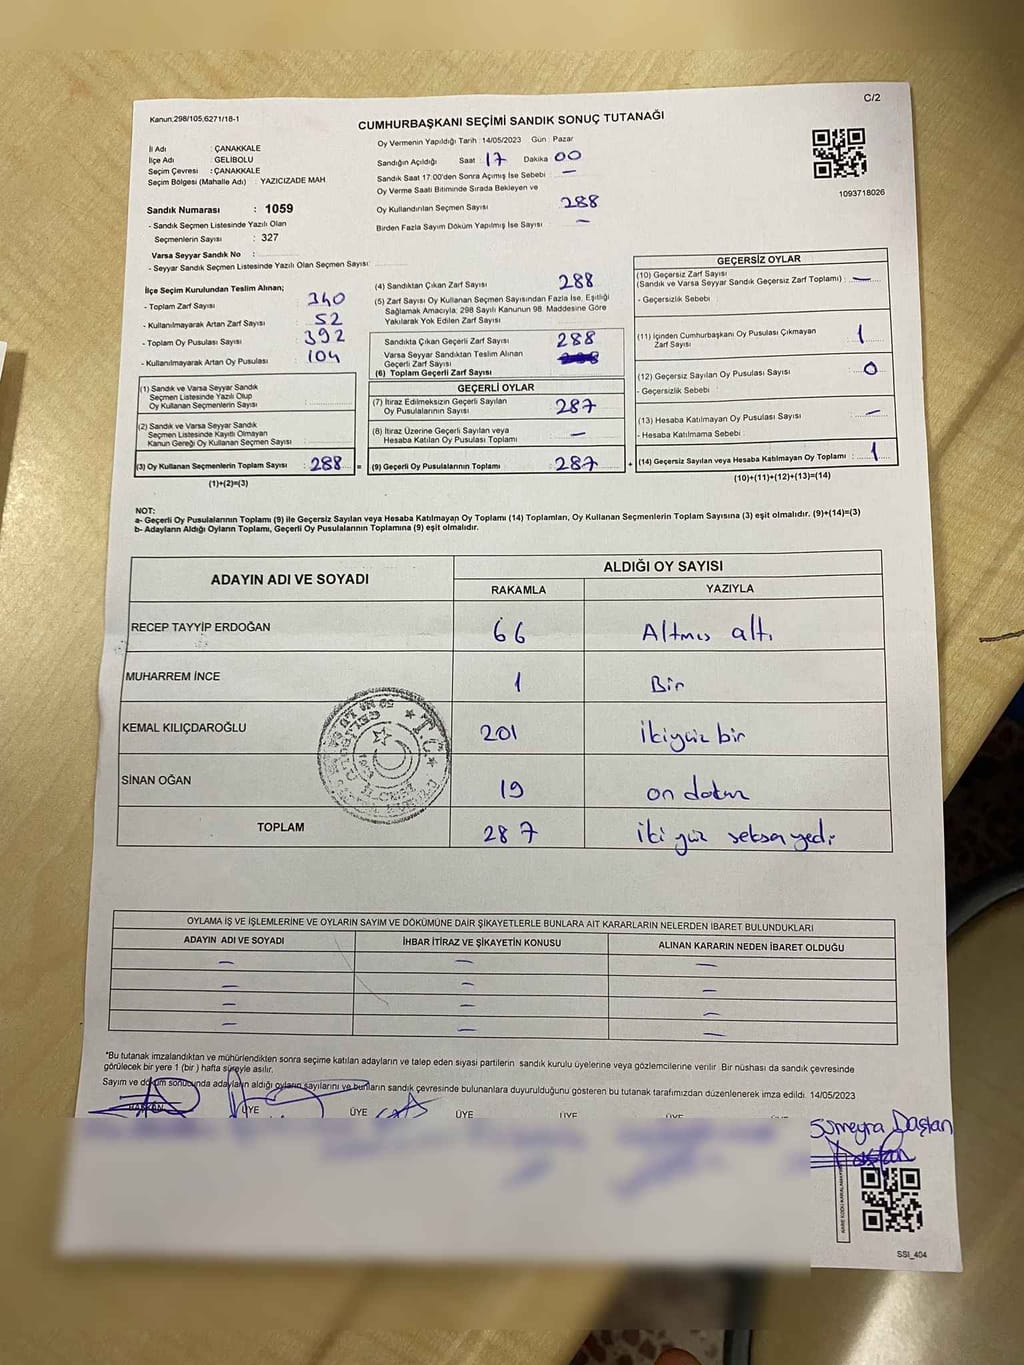 C/2
Kanun:298/105,6271/18-1
CUMHURBAŞKANI SEÇİMİ SANDIK SONUÇ TUTANAĞI
İl Adı : ÇANAKKALE
İlçe Adı : GELİBOLU
Seçim Çevresi : ÇANAKKALE
Seçim Bölgesi (Mahalle Adı) : YAZICIZADE MAH.
Sandık Numarası : 1059
- Sandık Seçmen Listesinde Yazılı Olan
Seçmenlerin Sayısı : 327
Varsa Seyyar Sandık No :
- Seyyar Sandık Seçmen Listesinde Yazılı Olan Seçmen Sayısı:
Oy Vermenin Yapıldığı Tarih : 14/05/2023 Gün : Pazar
Sandığın Açıldığı Saat : 17 Dakika : 00
Sandık Saat 17:00'den Sonra Açımış İse Sebebi : —
Oy Verme Saati Bitiminde Sırada Bekleyen ve
Oy Kullandırılan Seçmen Sayısı : 288
Birden Fazla Sayım Döküm Yapılmış İse Sayısı : —
1093718026
İlçe Seçim Kurulundan Teslim Alınan;
- Toplam Zarf Sayısı : 340
- Kullanılmayarak Artan Zarf Sayısı : 52
- Toplam Oy Pusulası Sayısı : 392
- Kullanılmayarak Artan Oy Pusulası : 104
(1) Sandık ve Varsa Seyyar Sandık
Seçmen Listesinde Yazılı Olup
Oy Kullanan Seçmenlerin Sayısı :
(2) Sandık ve Varsa Seyyar Sandık
Seçmen Listesinde Kayıtlı Olmayan
Kanun Gereği Oy Kullanan Seçmen Sayısı :
(3) Oy Kullanan Seçmenlerin Toplam Sayısı : 288 =
(1)+(2)=(3)
(4) Sandıktan Çıkan Zarf Sayısı : 288
(5) Zarf Sayısı Oy Kullanan Seçmen Sayısından Fazla İse, Eşitliği
Sağlamak Amacıyla; 298 Sayılı Kanunun 98. Maddesine Göre
Yakılarak Yok Edilen Zarf Sayısı :
Sandıkta Çıkan Geçerli Zarf Sayısı : 288
Varsa Seyyar Sandıktan Teslim Alınan
Geçerli Zarf Sayısı :
(6) Toplam Geçerli Zarf Sayısı :
GEÇERLİ OYLAR
(7) İtiraz Edilmeksizin Geçerli Sayılan
Oy Pusulalarının Sayısı : 287
(8) İtiraz Üzerine Geçerli Sayılan veya
Hesaba Katılan Oy Pusulası Toplamı : —
(9) Geçerli Oy Pusulalarının Toplamı : 287 +
GEÇERSİZ OYLAR
(10) Geçersiz Zarf Sayısı
(Sandık ve Varsa Seyyar Sandık Geçersiz Zarf Toplamı) : —
- Geçersizlik Sebebi :
(11) İçinden Cumhurbaşkanı Oy Pusulası Çıkmayan
Zarf Sayısı : 1
(12) Geçersiz Sayılan Oy Pusulası Sayısı : 0
- Geçersizlik Sebebi :
(13) Hesaba Katılmayan Oy Pusulası Sayısı : —
- Hesaba Katılmama Sebebi :
(14) Geçersiz Sayılan veya Hesaba Katılmayan Oy Toplamı : 1
(10)+(11)+(12)+(13)=(14)
NOT:
a- Geçerli Oy Pusulalarının Toplamı (9) ile Geçersiz Sayılan veya Hesaba Katılmayan Oy Toplamı (14) Toplamları, Oy Kullanan Seçmenlerin Toplam Sayısına (3) eşit olmalıdır. (9)+(14)=(3)
b- Adayların Aldığı Oyların Toplamı, Geçerli Oy Pusulalarının Toplamına (9) eşit olmalıdır.
ADAYIN ADI VE SOYADI ALDIĞI OY SAYISI
RAKAMLA YAZIYLA
RECEP TAYYİP ERDOĞAN 66 Altmış altı
MUHARREM İNCE 1 Bir
KEMAL KILIÇDAROĞLU 201 ikiyüz bir
SİNAN OĞAN 19 on dokuz
TOPLAM 287 iki yüz seksen yedi
T.C.
OYLAMA İŞ VE İŞLEMLERİNE VE OYLARIN SAYIM VE DÖKÜMÜNE DAİR ŞİKAYETLERLE BUNLARA AİT KARARLARIN NELERDEN İBARET BULUNDUKLARI
ADAYIN ADI VE SOYADI İHBAR İTİRAZ VE ŞİKAYETİN KONUSU ALINAN KARARIN NEDEN İBARET OLDUĞU
— — —
— — —
— — —
— — —
*Bu tutanak imzalandıktan ve mühürlendikten sonra seçime katılan adayların ve talep eden siyasi partilerin sandık kurulu üyelerine veya gözlemcilerine verilir. Bir nüshası da sandık çevresinde
görülecek bir yere 1 (bir) hafta süreyle asılır.
Sayım ve döküm sonucunda adayların aldığı oyların sayılarını ve bunların sandık çevresinde bulunanlara duyurulduğunu gösteren bu tutanak tarafımızdan düzenlenerek imza edildi. 14/05/2023
BAŞKAN ÜYE ÜYE ÜYE ÜYE ÜYE
Sümeyra Daştan
SSI_404